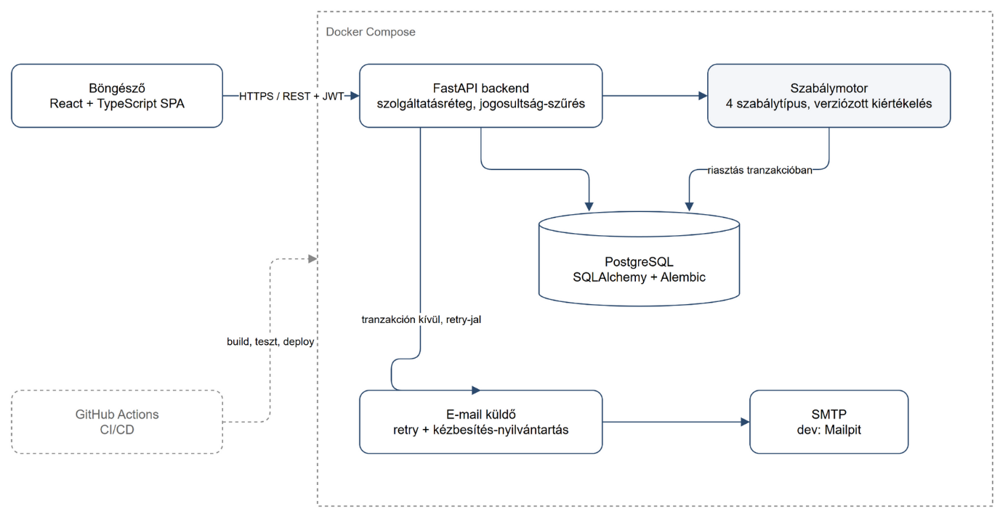 Docker Compose
Böngésző
React + TypeScript SPA
HTTPS / REST + JWT
FastAPI backend
szolgáltatásréteg, jogosultság-szűrés
Szabálymotor
4 szabálytípus, verziózott kiértékelés
riasztás tranzakcióban
PostgreSQL
SQLAlchemy + Alembic
tranzakción kívül, retry-jal
build, teszt, deploy
GitHub Actions
CI/CD
E-mail küldő
retry + kézbesítés-nyilvántartás
SMTP
dev: Mailpit